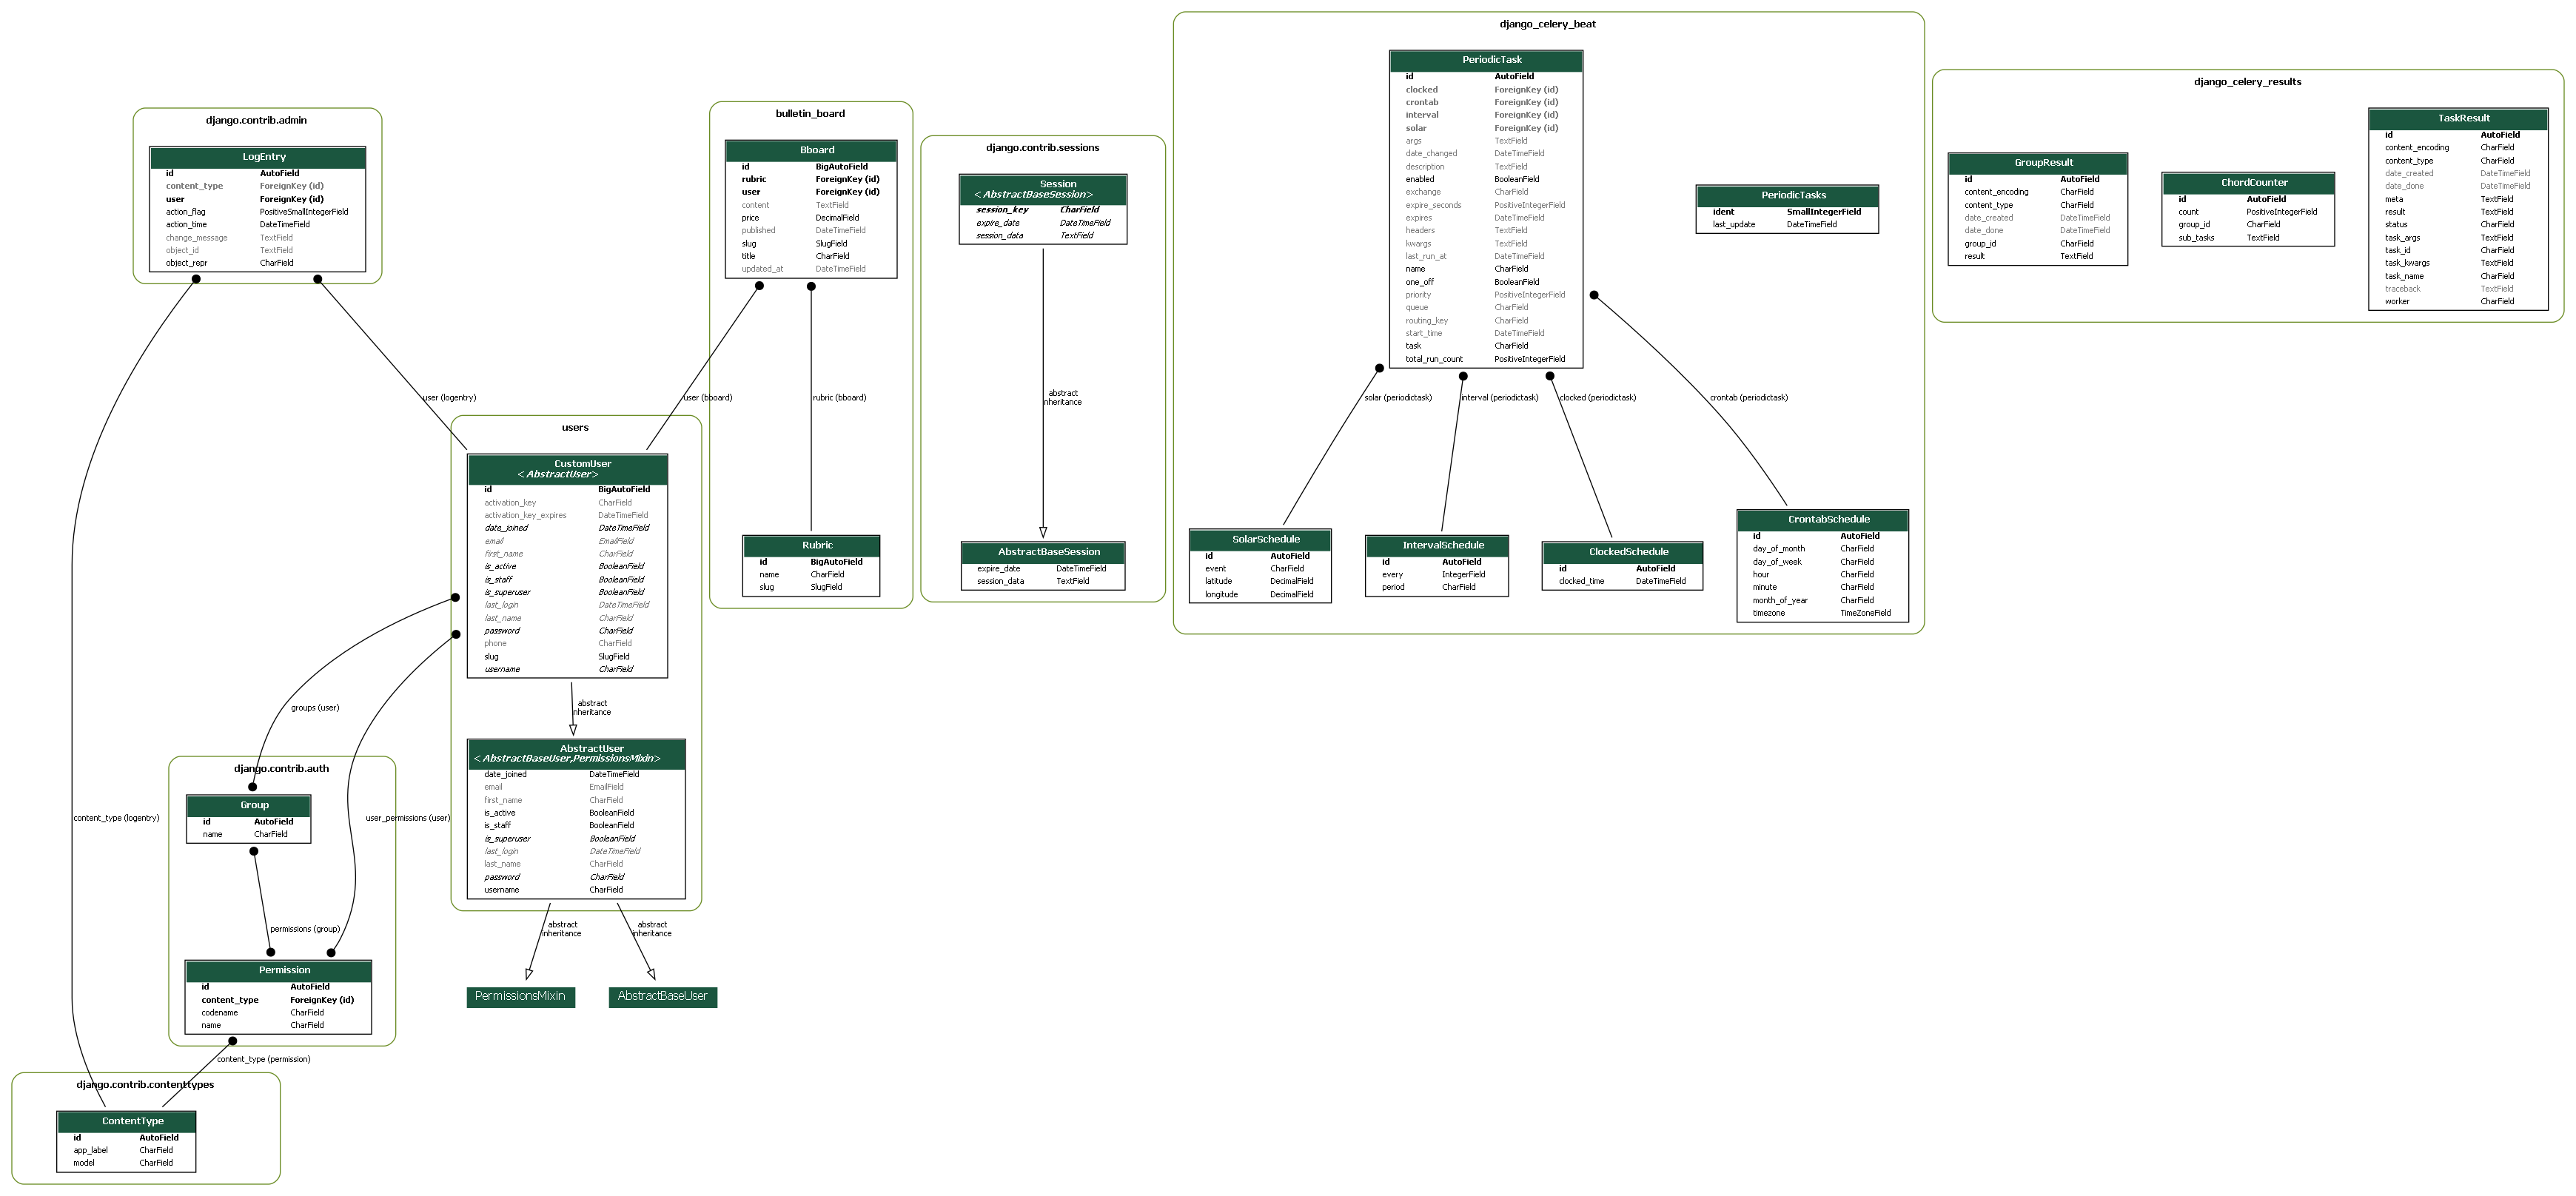 django.contrib.admin
LogEntry
id AutoField
content_type ForeignKey (id)
user ForeignKey (id)
action_flag PositiveSmallIntegerField
action_time DateTimeField
change_message TextField
object_id TextField
object_repr CharField
content_type (logentry)
user (logentry)
bulletin_board
Bboard
id BigAutoField
rubric ForeignKey (id)
user ForeignKey (id)
content TextField
price DecimalField
published DateTimeField
slug SlugField
title CharField
updated_at DateTimeField
user (bboard)
rubric (bboard)
Rubric
id BigAutoField
name CharField
slug SlugField
users
CustomUser
<AbstractUser>
id BigAutoField
activation_key CharField
activation_key_expires DateTimeField
date_joined DateTimeField
email EmailField
first_name CharField
is_active BooleanField
is_staff BooleanField
is_superuser BooleanField
last_login DateTimeField
last_name CharField
password CharField
phone CharField
slug SlugField
username CharField
abstract
inheritance
groups (user)
user_permissions (user)
AbstractUser
<AbstractBaseUser,PermissionsMixin>
date_joined DateTimeField
email EmailField
first_name CharField
is_active BooleanField
is_staff BooleanField
is_superuser BooleanField
last_login DateTimeField
last_name CharField
password CharField
username CharField
abstract
inheritance
abstract
inheritance
PermissionsMixin
AbstractBaseUser
django.contrib.auth
Group
id AutoField
name CharField
permissions (group)
Permission
id AutoField
content_type ForeignKey (id)
codename CharField
name CharField
content_type (permission)
django.contrib.contenttypes
ContentType
id AutoField
app_label CharField
model CharField
django.contrib.sessions
Session
<AbstractBaseSession>
session_key CharField
expire_date DateTimeField
session_data TextField
abstract
inheritance
AbstractBaseSession
expire_date DateTimeField
session_data TextField
django_celery_beat
PeriodicTask
id AutoField
clocked ForeignKey (id)
crontab ForeignKey (id)
interval ForeignKey (id)
solar ForeignKey (id)
args TextField
date_changed DateTimeField
description TextField
enabled BooleanField
exchange CharField
expire_seconds PositiveIntegerField
expires DateTimeField
headers TextField
kwargs TextField
last_run_at DateTimeField
name CharField
one_off BooleanField
priority PositiveIntegerField
queue CharField
routing_key CharField
start_time DateTimeField
task CharField
total_run_count PositiveIntegerField
PeriodicTasks
ident SmallIntegerField
last_update DateTimeField
solar (periodictask)
interval (periodictask)
clocked (periodictask)
crontab (periodictask)
SolarSchedule
id AutoField
event CharField
latitude DecimalField
longitude DecimalField
IntervalSchedule
id AutoField
every IntegerField
period CharField
ClockedSchedule
id AutoField
clocked_time DateTimeField
CrontabSchedule
id AutoField
day_of_month CharField
day_of_week CharField
hour CharField
minute CharField
month_of_year CharField
timezone TimeZoneField
django_celery_results
GroupResult
id AutoField
content_encoding CharField
content_type CharField
date_created DateTimeField
date_done DateTimeField
group_id CharField
result TextField
ChordCounter
id AutoField
count PositiveIntegerField
group_id CharField
sub_tasks TextField
TaskResult
id AutoField
content_encoding CharField
content_type CharField
date_created DateTimeField
date_done DateTimeField
meta TextField
result TextField
status CharField
task_args TextField
task_id CharField
task_kwargs TextField
task_name CharField
traceback TextField
worker CharField